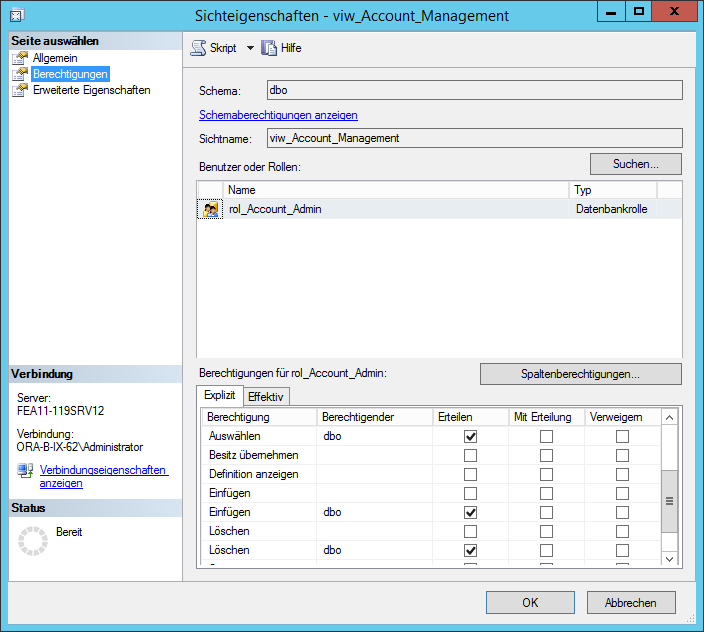 Sichteigenschaften - viw_Account_Management
Seite auswählen
Allgemein
Berechtigungen
Erweiterte Eigenschaften
Skript
Hilfe
Schema: dbo
Schemaberechtigungen anzeigen
Sichtname: viw_Account_Management
Benutzer oder Rollen:
Suchen...
Name Typ
rol_Account_Admin Datenbankrolle
Berechtigungen für rol_Account_Admin:
Spaltenberechtigungen...
Explizit Effektiv
Berechtigung Berechtigender Erteilen Mit Erteilung Verweigern
Auswählen dbo
Besitz übernehmen
Definition anzeigen
Einfügen
Einfügen dbo
Löschen
Löschen dbo
Verbindung
Server:
FEA11-119SRV12
Verbindung:
ORA-B-IX-62\Administrator
Verbindungseigenschaften
anzeigen
Status
Bereit
OK
Abbrechen